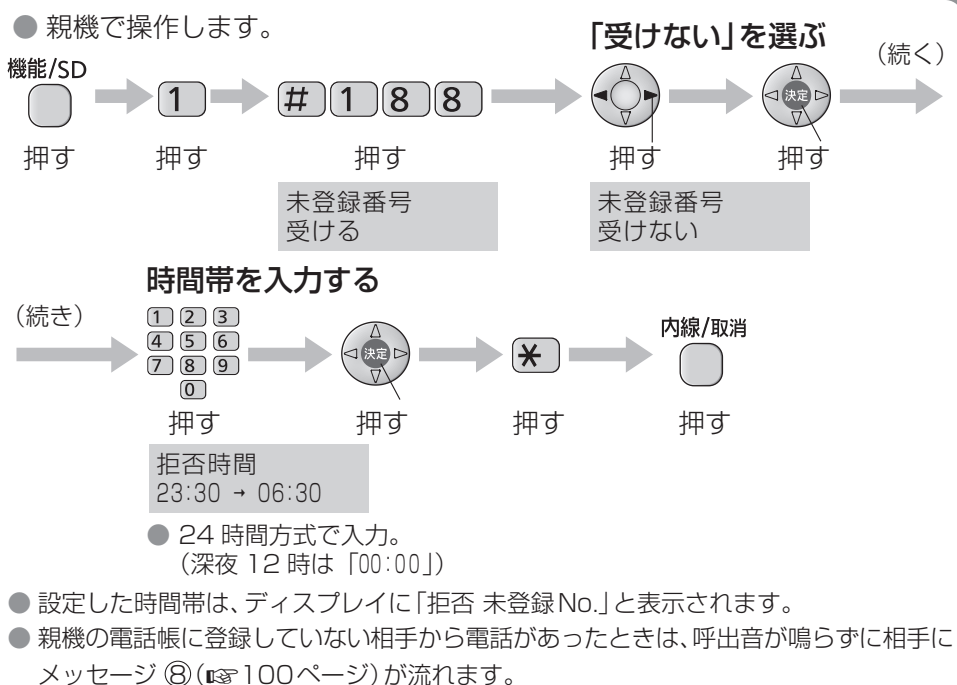 ● 親機で操作します。
「受けない」を選ぶ
(続く)
機能/SD
1
# 1 8 8
決定
押す 押す 押す 押す 押す
未登録番号
受ける
未登録番号
受けない
時間帯を入力する
(続き)
1 2 3
4 5 6
7 8 9
0
決定
*
内線/取消
押す 押す 押す 押す
拒否時間
23:30 → 06:30
● 24 時間方式で入力。
(深夜 12 時は「00:00」)
● 設定した時間帯は、ディスプレイに「拒否 未登録No.」と表示されます。
● 親機の電話帳に登録していない相手から電話があったときは、呼出音が鳴らずに相手に
メッセージ ⑧(☞100ページ)が流れます。